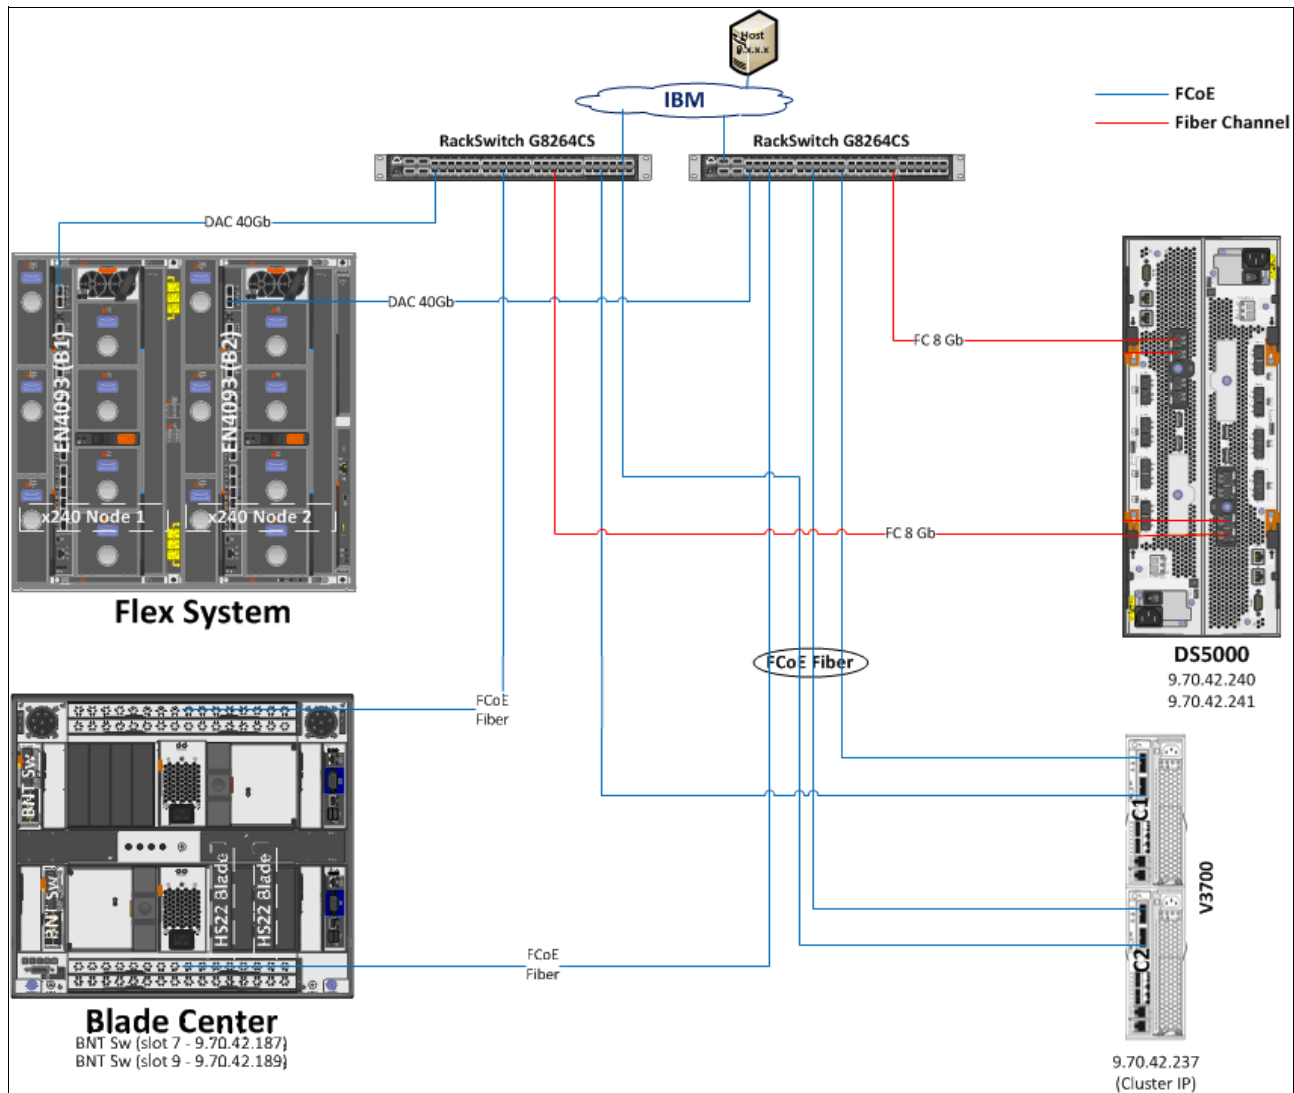 Host
9.x.x.x
IBM
FCoE
Fiber Channel
RackSwitch G8264CS
RackSwitch G8264CS
DAC 40Gb
DAC 40Gb
FC 8 Gb
EN4093 (B1)
EN4093 (B2)
x240 Node 1
x240 Node 2
FC 8 Gb
Flex System
FCoE Fiber
DS5000
9.70.42.240
9.70.42.241
FCoE
Fiber
BNT Sw
C1
V3700
BNT Sw
HS22 Blade
HS22 Blade
C2
FCoE
Fiber
Blade Center
BNT Sw (slot 7 - 9.70.42.187)
BNT Sw (slot 9 - 9.70.42.189)
9.70.42.237
(Cluster IP)